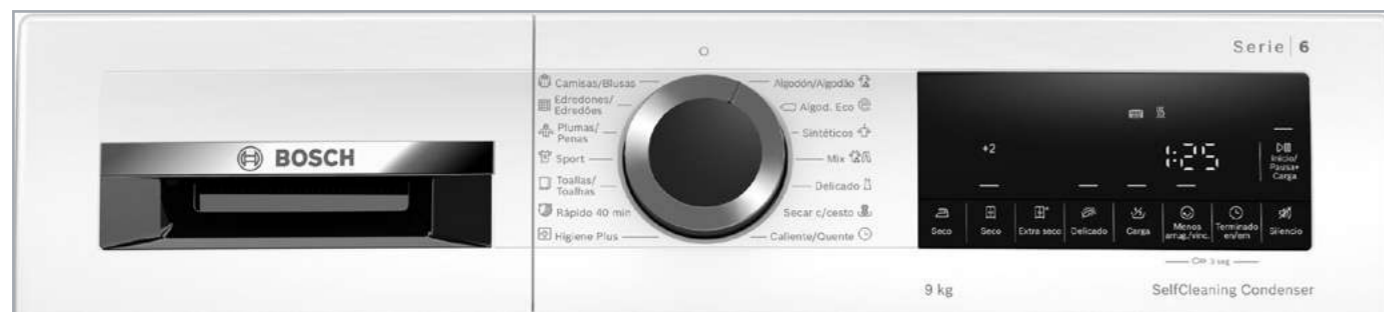 Serie 6
BOSCH
Camisas/Blusas
Edredones/
Edredões
Plumas/
Penas
Sport
Toallas/
Toalhas
Rápido 40 min
Higiene Plus
Algodón/Algodão
Algod. Eco
Sintéticos
Mix
Delicado
Secar c/cesto
Caliente/Quente
+2
1:25
Inicio/
Pausa+
Carga
Seco
Seco
Extra seco
Delicado
Carga
Menos
arrug./vinc.
Terminado
en/em
Silencio
3 seg
9 kg
SelfCleaning Condenser